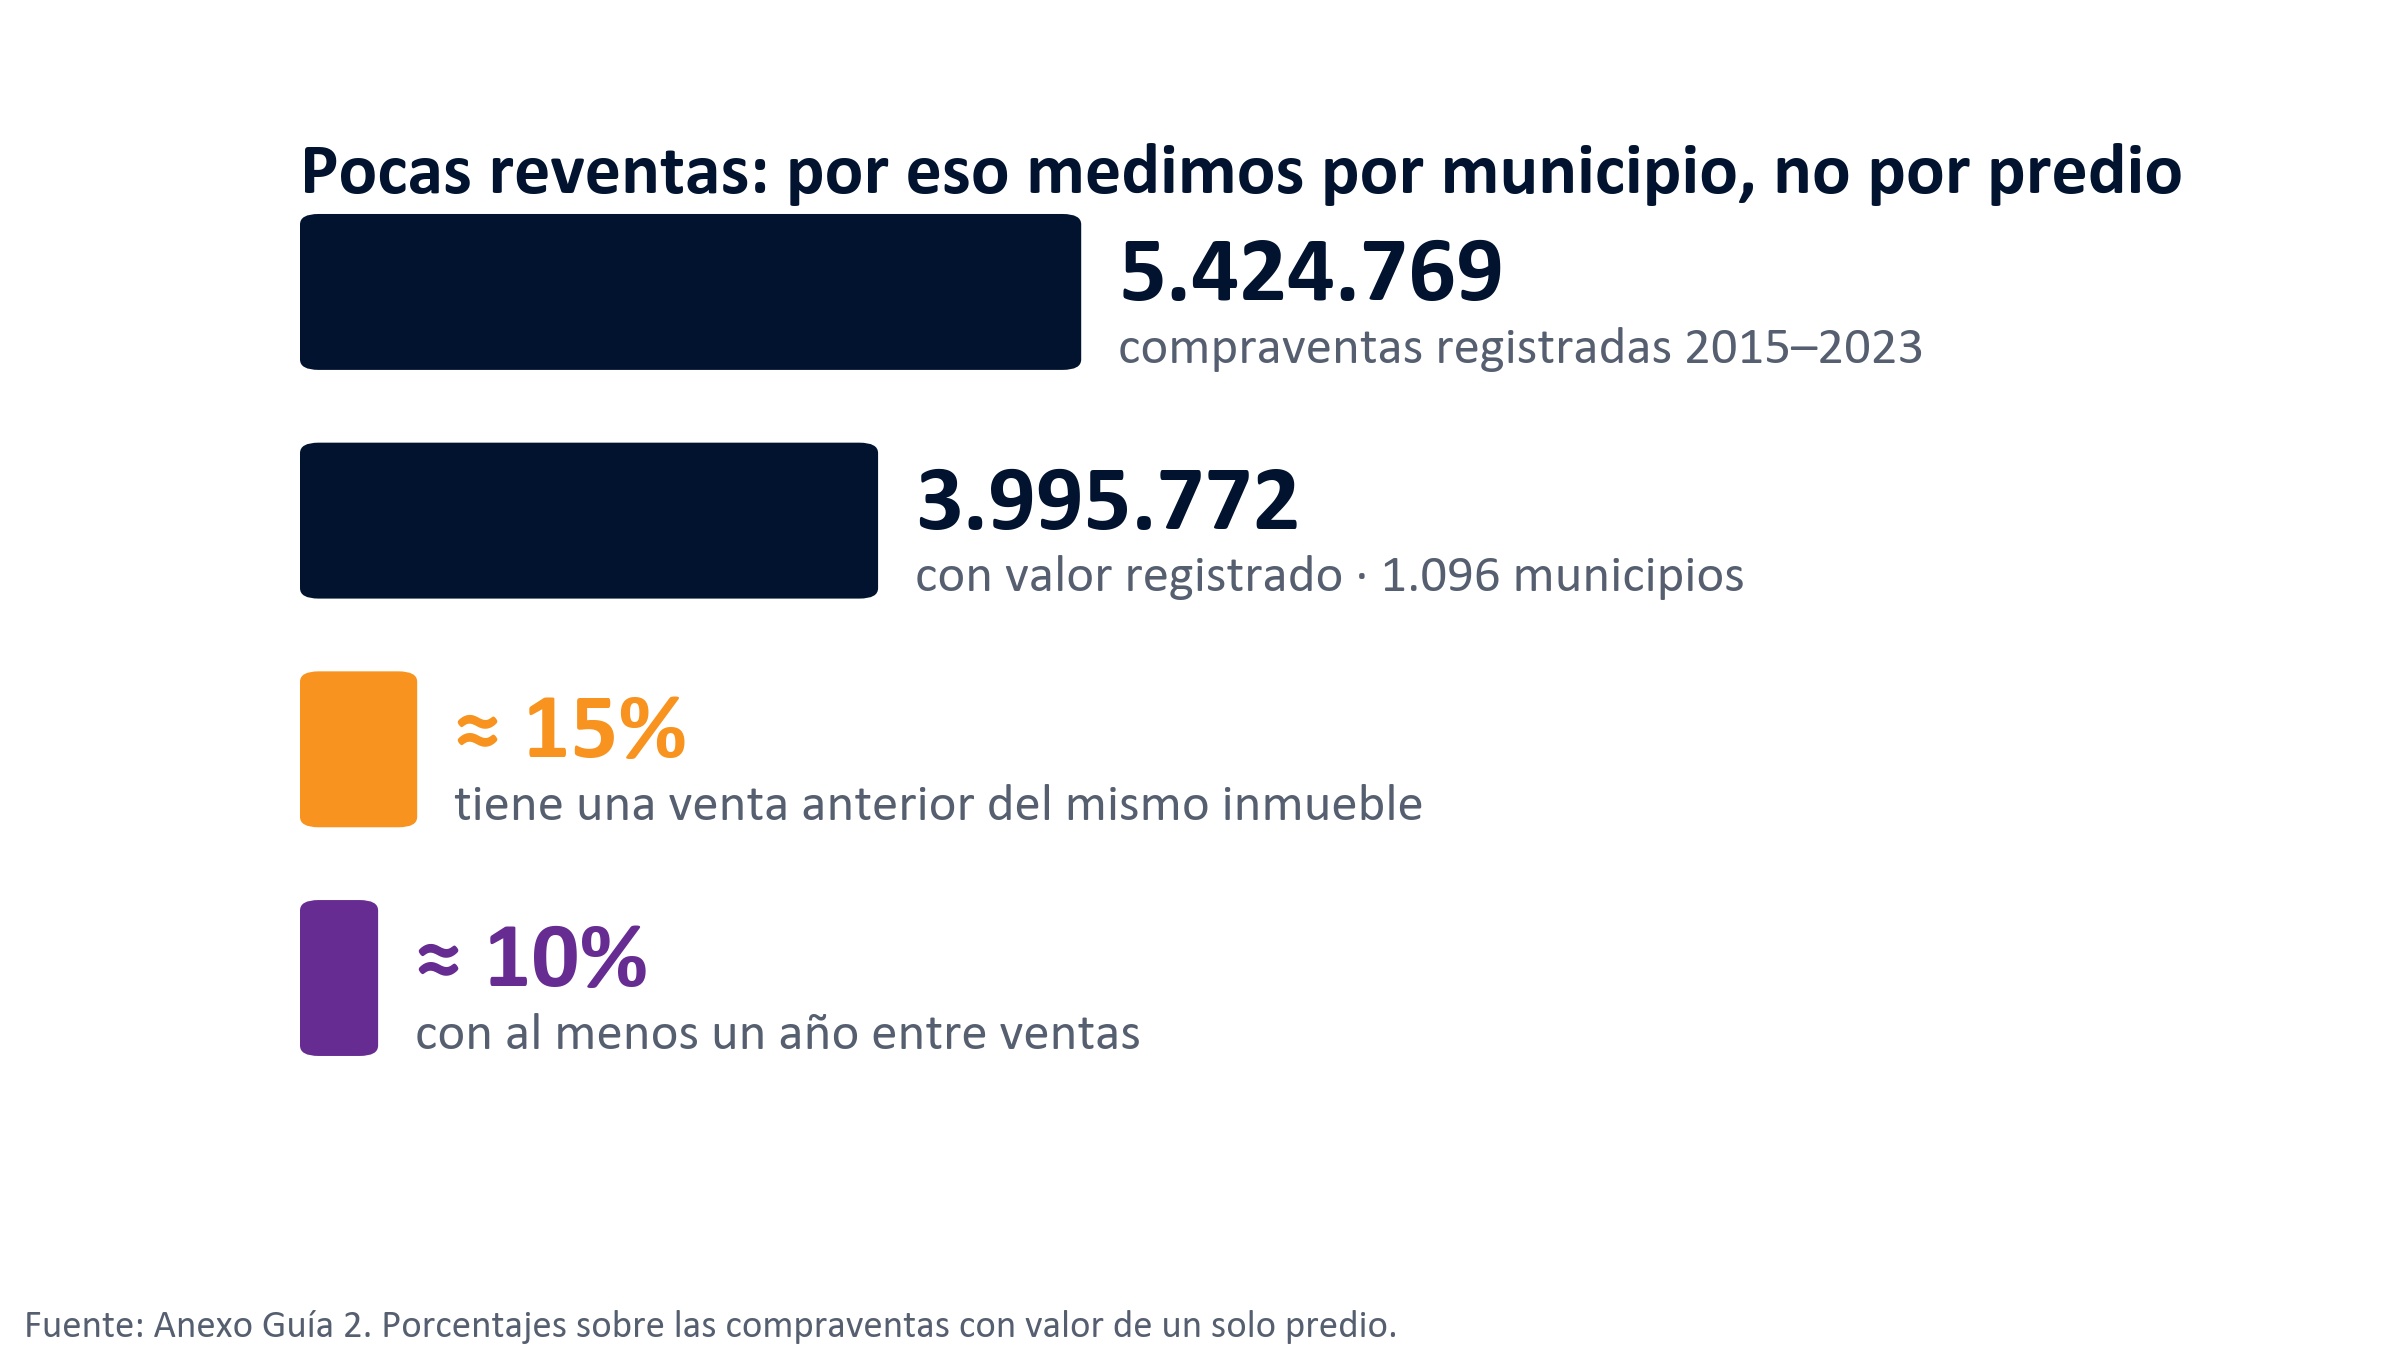 Pocas reventas: por eso medimos por municipio, no por predio
5.424.769
compraventas registradas 2015–2023
3.995.772
con valor registrado · 1.096 municipios
≈ 15%
tiene una venta anterior del mismo inmueble
≈ 10%
con al menos un año entre ventas
Fuente: Anexo Guía 2. Porcentajes sobre las compraventas con valor de un solo predio.